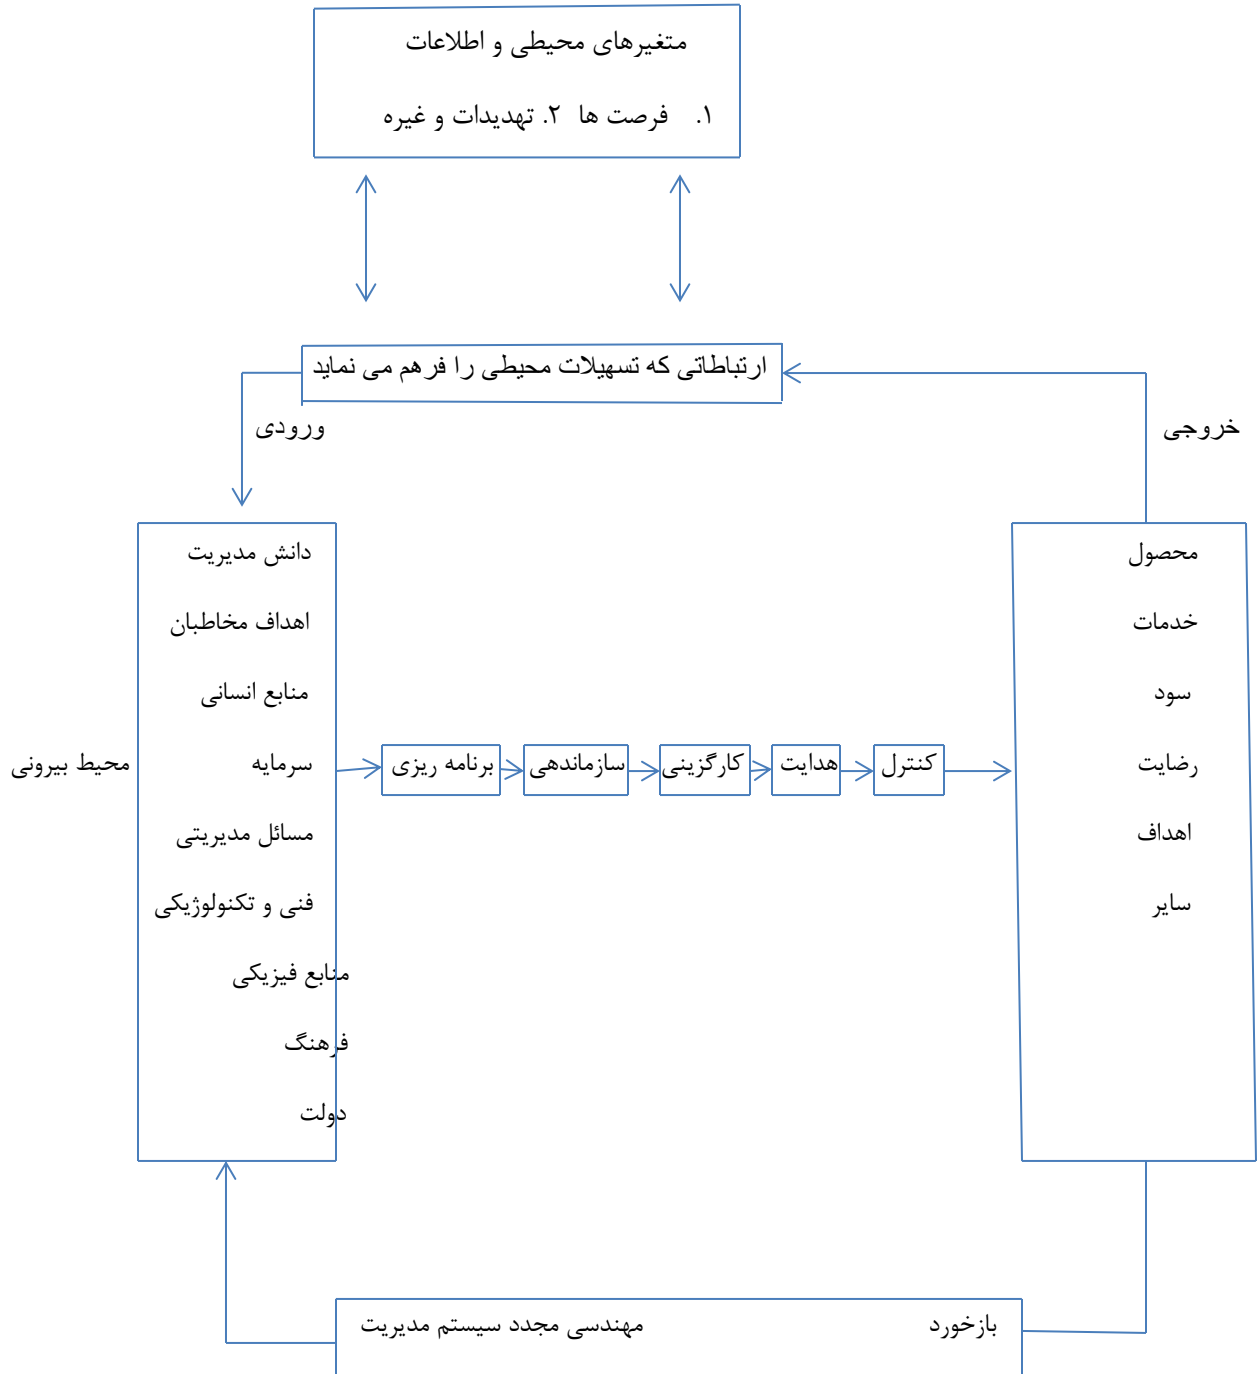 متغیرهای محیطی و اطلاعات
۱. فرصت ها ۲. تهدیدات و غیره
ارتباطاتی که تسهیلات محیطی را فرهم می نماید
ورودی
خروجی
دانش مدیریت
اهداف مخاطبان
منابع انسانی
سرمایه
مسائل مدیریتی
فنی و تکنولوژیکی
منابع فیزیکی
فرهنگ
دولت
محیط بیرونی
برنامه ریزی
سازماندهی
کارگزینی
هدایت
کنترل
محصول
خدمات
سود
رضایت
اهداف
سایر
بازخورد
مهندسی مجدد سیستم مدیریت